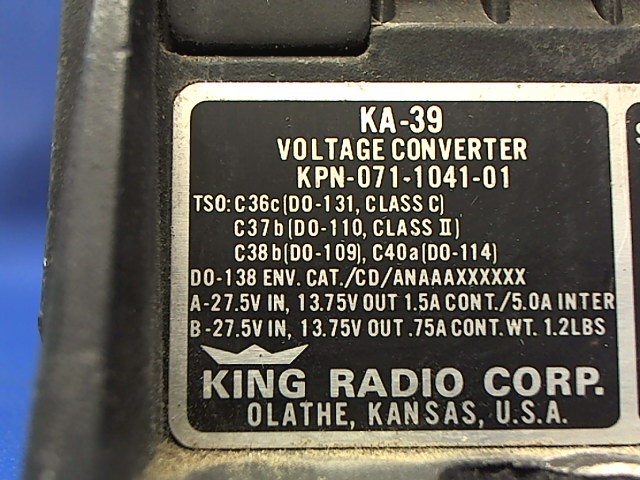 KA-39
VOLTAGE CONVERTER
KPN-071-1041-01
TSO: C36c (DO-131, CLASS C)
C37b (DO-110, CLASS II)
C38b (DO-109), C40a (DO-114)
DO-138 ENV. CAT./CD/ANAAAXXXXXX
A-27.5V IN, 13.75V OUT 1.5A CONT./5.0A INTER
B-27.5V IN, 13.75V OUT .75A CONT. WT. 1.2LBS
KING RADIO CORP.
OLATHE, KANSAS, U.S.A.